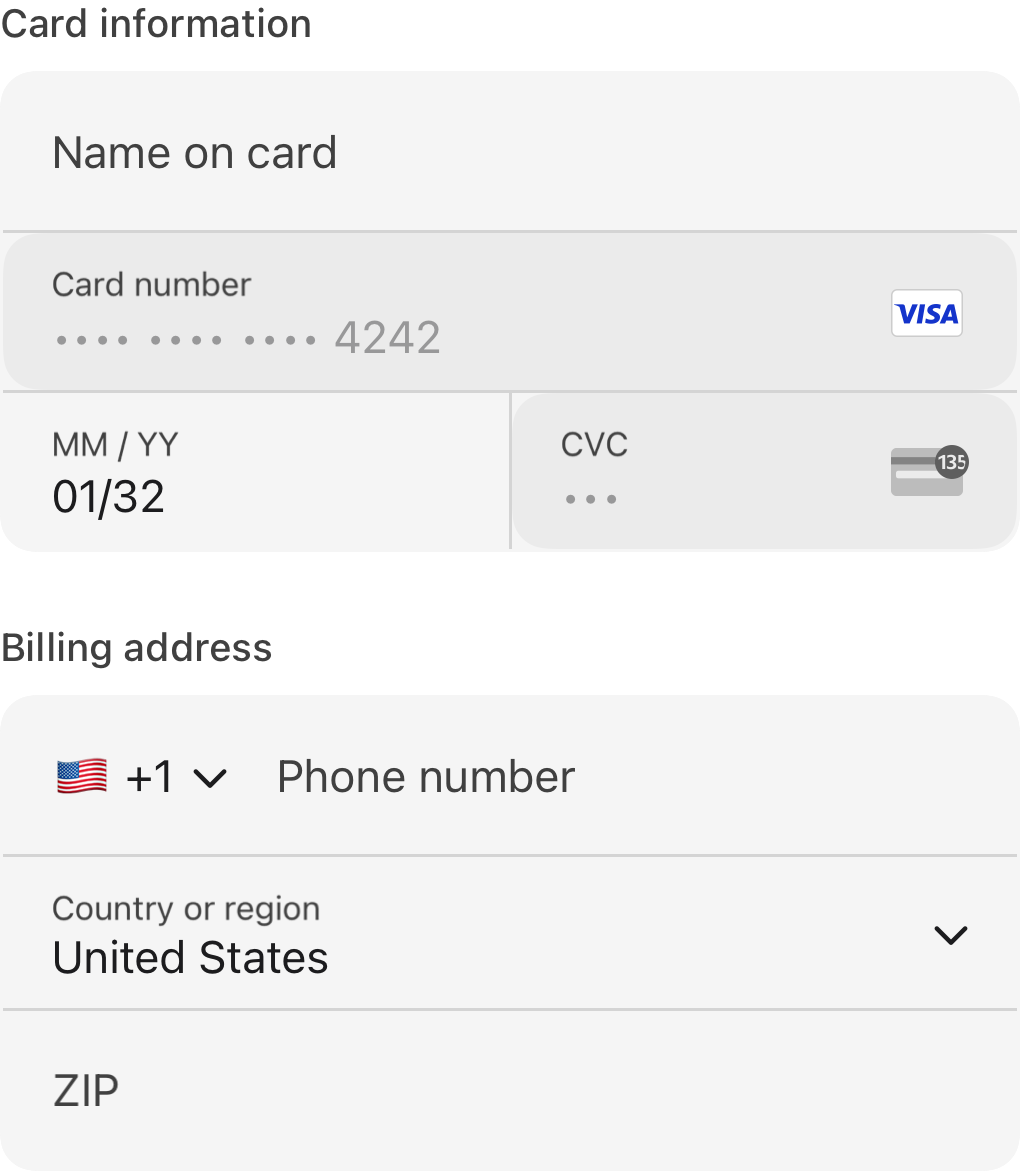 Card information
Name on card
Card number
•••• •••• •••• 4242
VISA
MM / YY
01/32
CVC
•••
135
Billing address
+1
Phone number
Country or region
United States
ZIP